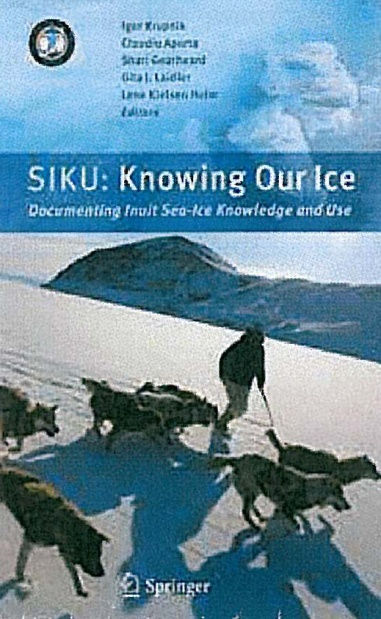 Igor Krupnik
Claudio Aporta
Shari Gearheard
Gita J. Laidler
Lene Kielsen Holm
Editors
SIKU: Knowing Our Ice
Documenting Inuit Sea-Ice Knowledge and Use
Springer